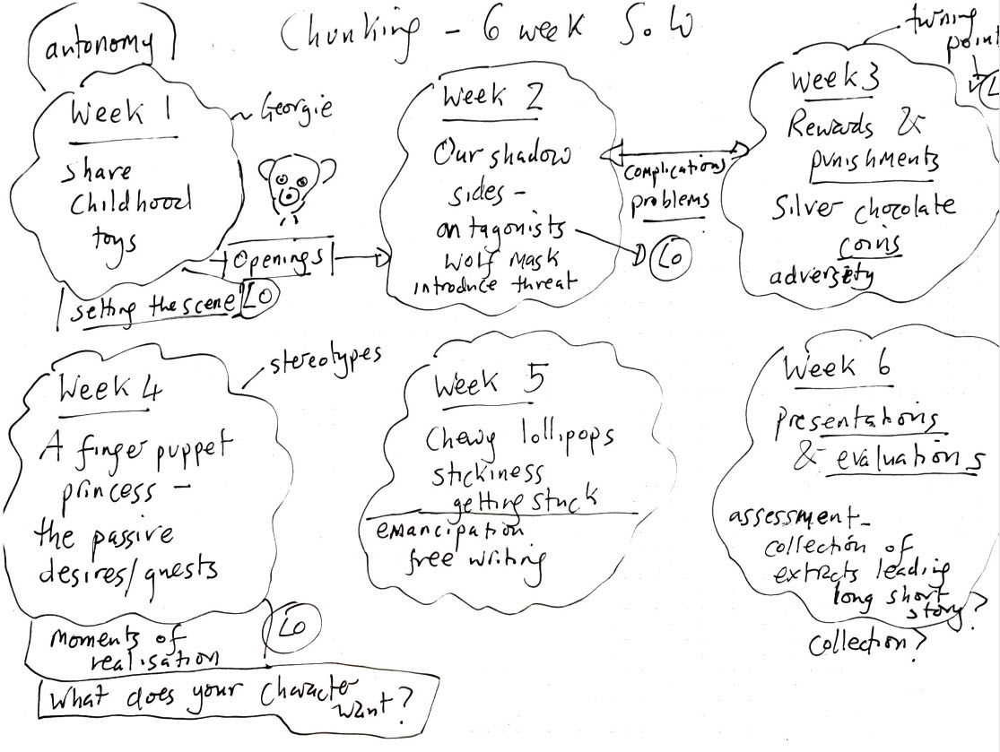 Chunking - 6 week S.o.W
autonomy
Week 1
share
Childhood
toys
~ Georgie
Openings
setting the scene
LO
Week 2
Our shadow
sides -
antagonists
Wolf Mask
introduce threat
complications
problems
LO
turning
point
LO
Week 3
Rewards &
punishments
Silver chocolate
coins
adversity
Week 4
stereotypes
A finger puppet
princess -
the passive
desires/quests
LO
Moments of
realisation
What does your Character
want?
Week 5
Chewy lollipops
stickiness
getting stuck
emancipation
free writing
Week 6
presentations
& evaluations
assessment-
collection of
extracts leading
long short
story?
collection?